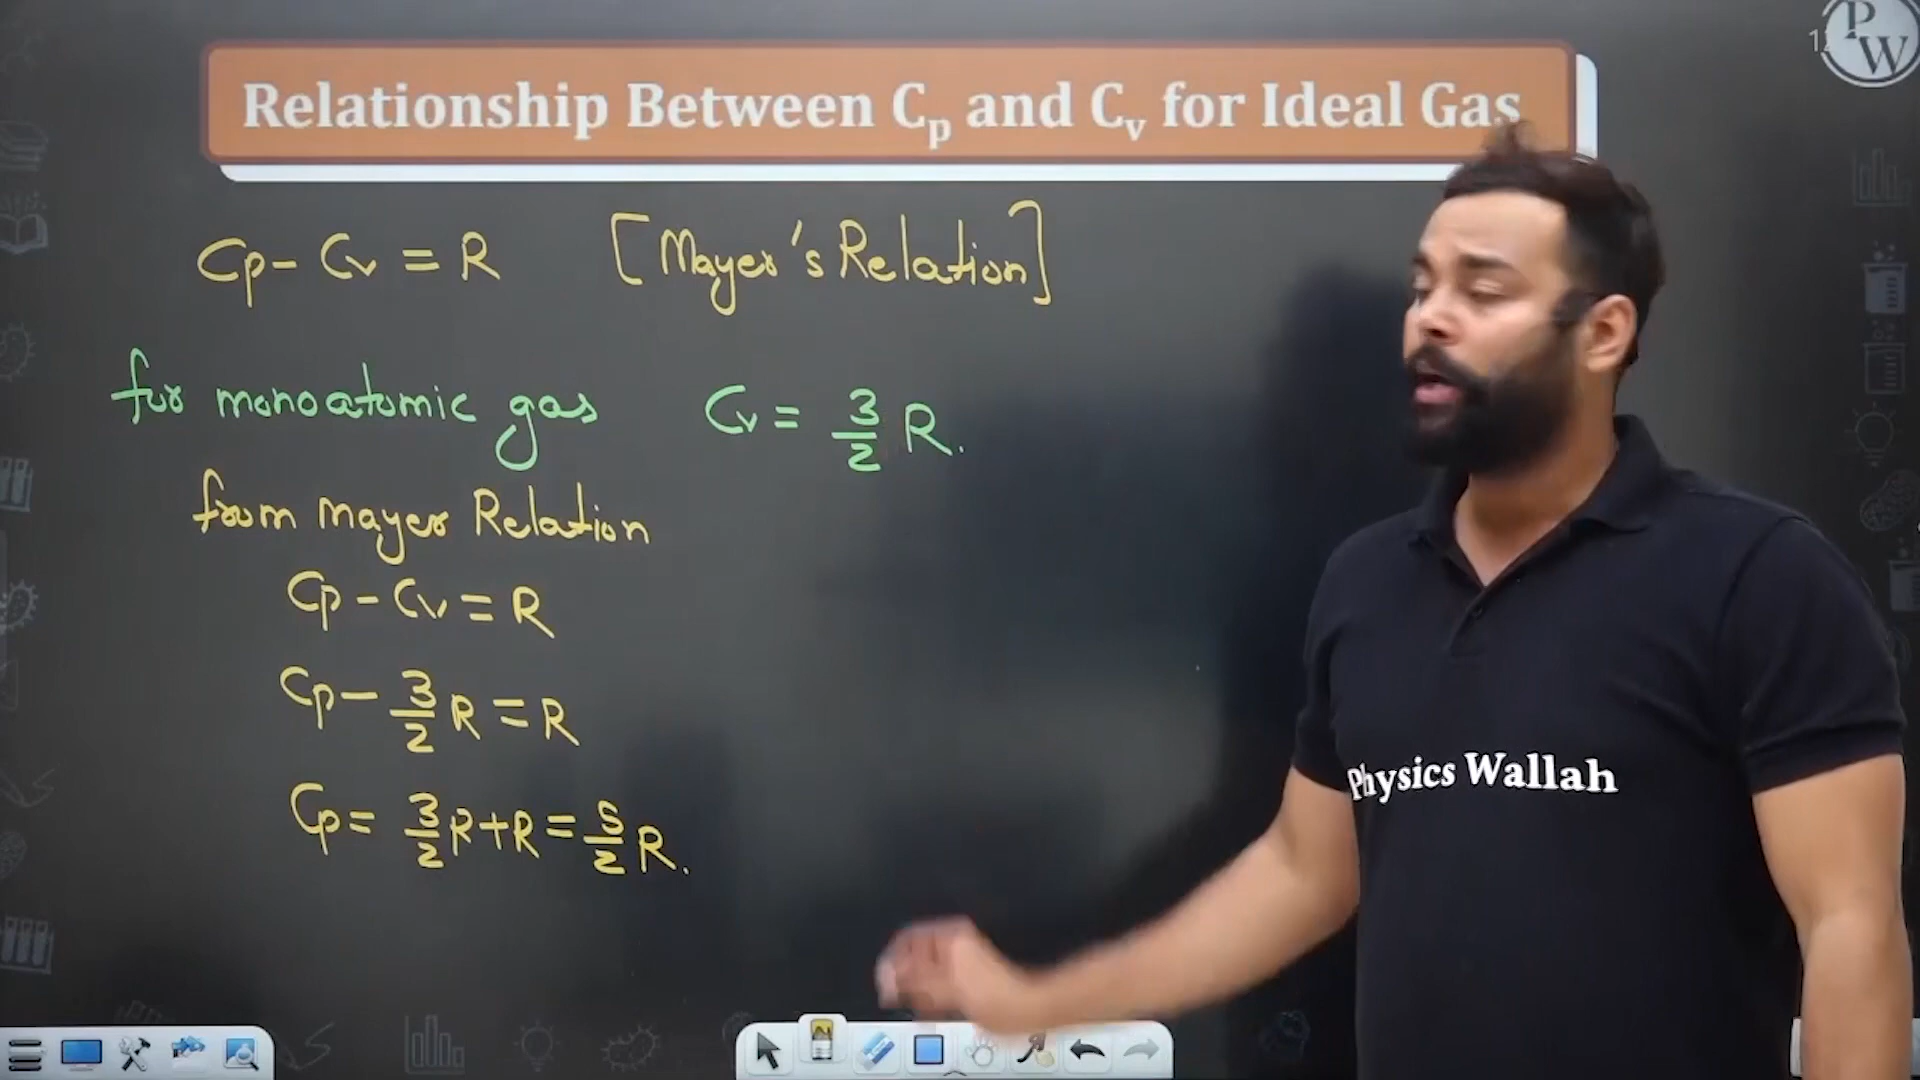 Relationship Between Cp and Cv for Ideal Gas
PW
Cp - Cv = R [Mayer's Relation]
for monoatomic gas Cv = 3/2 R.
from mayer Relation
Cp - Cv = R
Cp - 3/2 R = R
Cp = 3/2 R + R = 5/2 R.
Physics Wallah